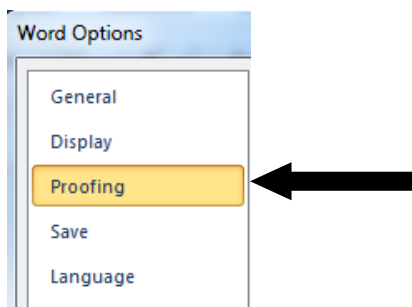 Word Options
General
Display
Proofing
Save
Language